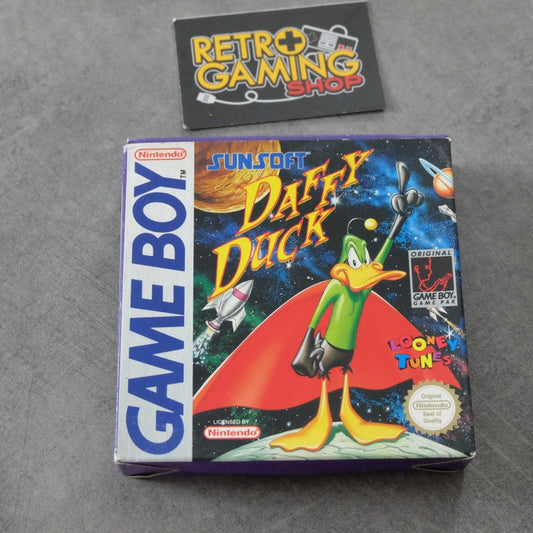 RETRO
GAMING
SHOP
Nintendo
GAME BOY
TM
SUNSOFT
DAFFY
DUCK
ORIGINAL
GAME BOY
GAME PAK
LOONEY
TUNES
LICENSED BY
Nintendo
Original
Nintendo
Seal of
Quality